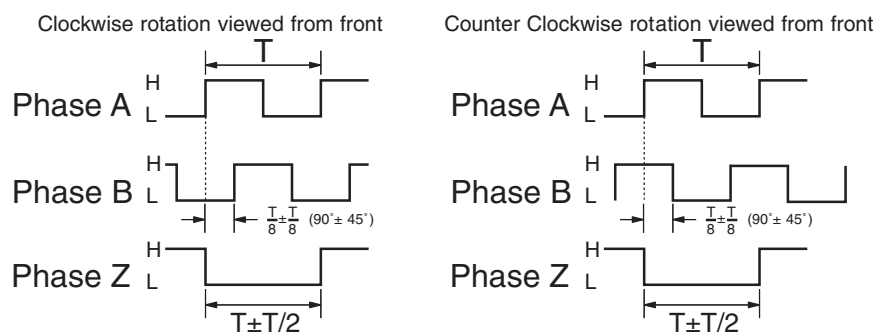 Clockwise rotation viewed from front
T
H
Phase A L
H
Phase B L
T/8±T/8 (90°± 45°)
H
Phase Z L
T±T/2
Counter Clockwise rotation viewed from front
T
H
Phase A L
H
Phase B L
T/8±T/8 (90°± 45°)
H
Phase Z L
T±T/2